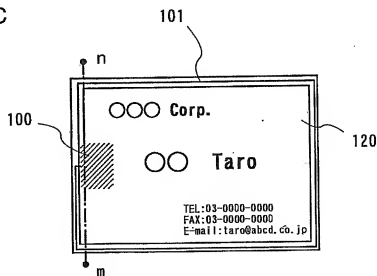 C
101
n
100
○○○ Corp.
120
○○ Taro
TEL:03-0000-0000
FAX:03-0000-0000
E-mail:taro@abcd.co.jp
m